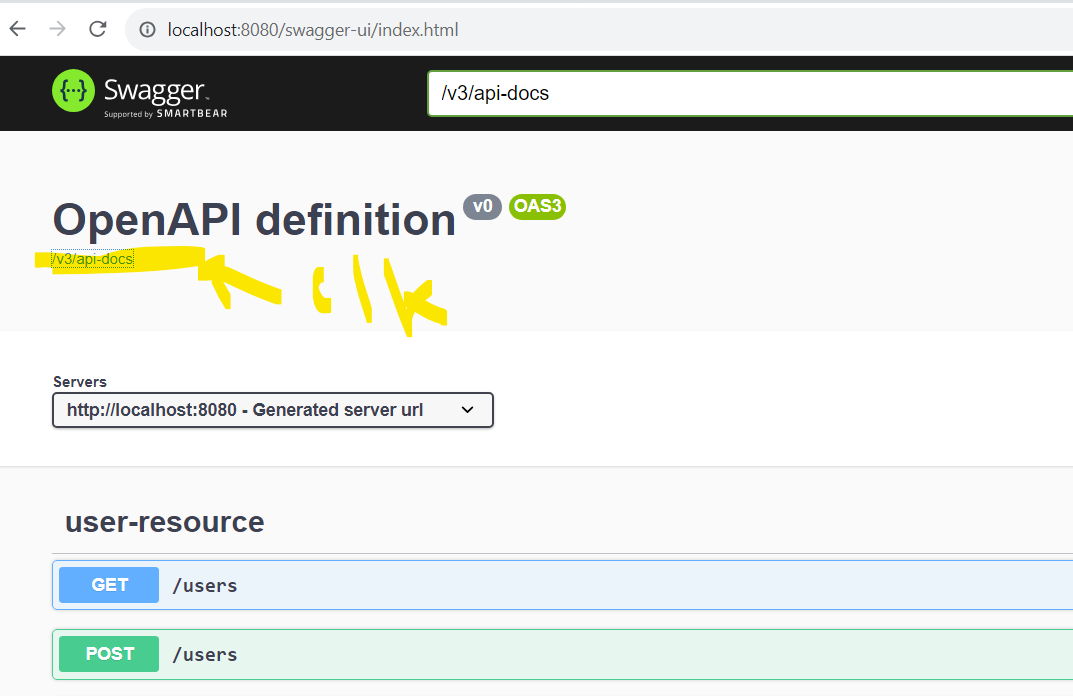 localhost:8080/swagger-ui/index.html
Swagger
Supported by SMARTBEAR
/v3/api-docs
OpenAPI definition v0 OAS3
/v3/api-docs
clk
Servers
http://localhost:8080 - Generated server url
user-resource
GET /users
POST /users